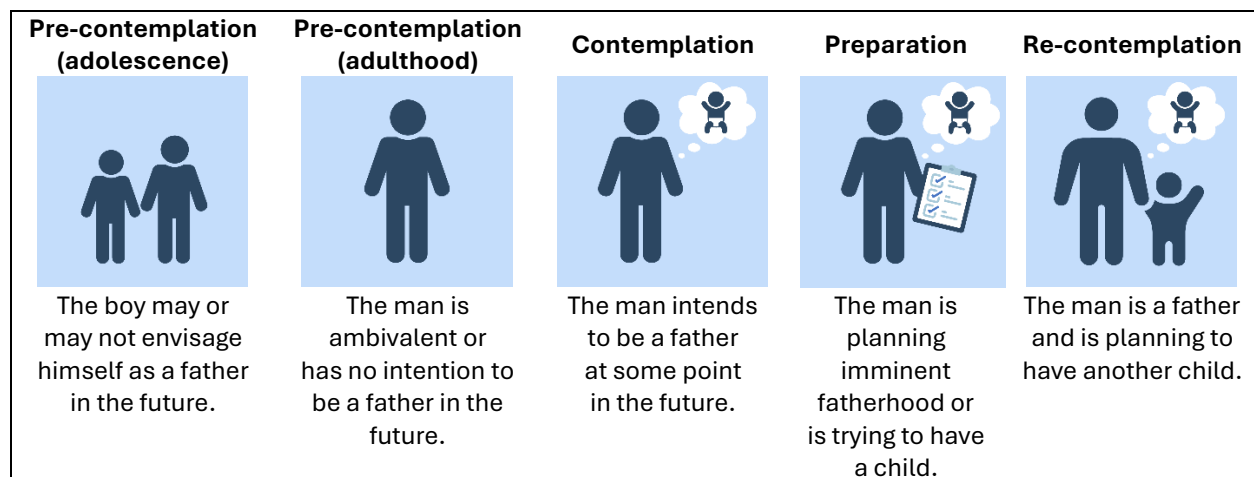 Pre-contemplation
(adolescence)
The boy may or
may not envisage
himself as a father
in the future.
Pre-contemplation
(adulthood)
The man is
ambivalent or
has no intention to
be a father in the
future.
Contemplation
The man intends
to be a father
at some point
in the future.
Preparation
The man is
planning
imminent
fatherhood or
is trying to have
a child.
Re-contemplation
The man is a father
and is planning to
have another child.